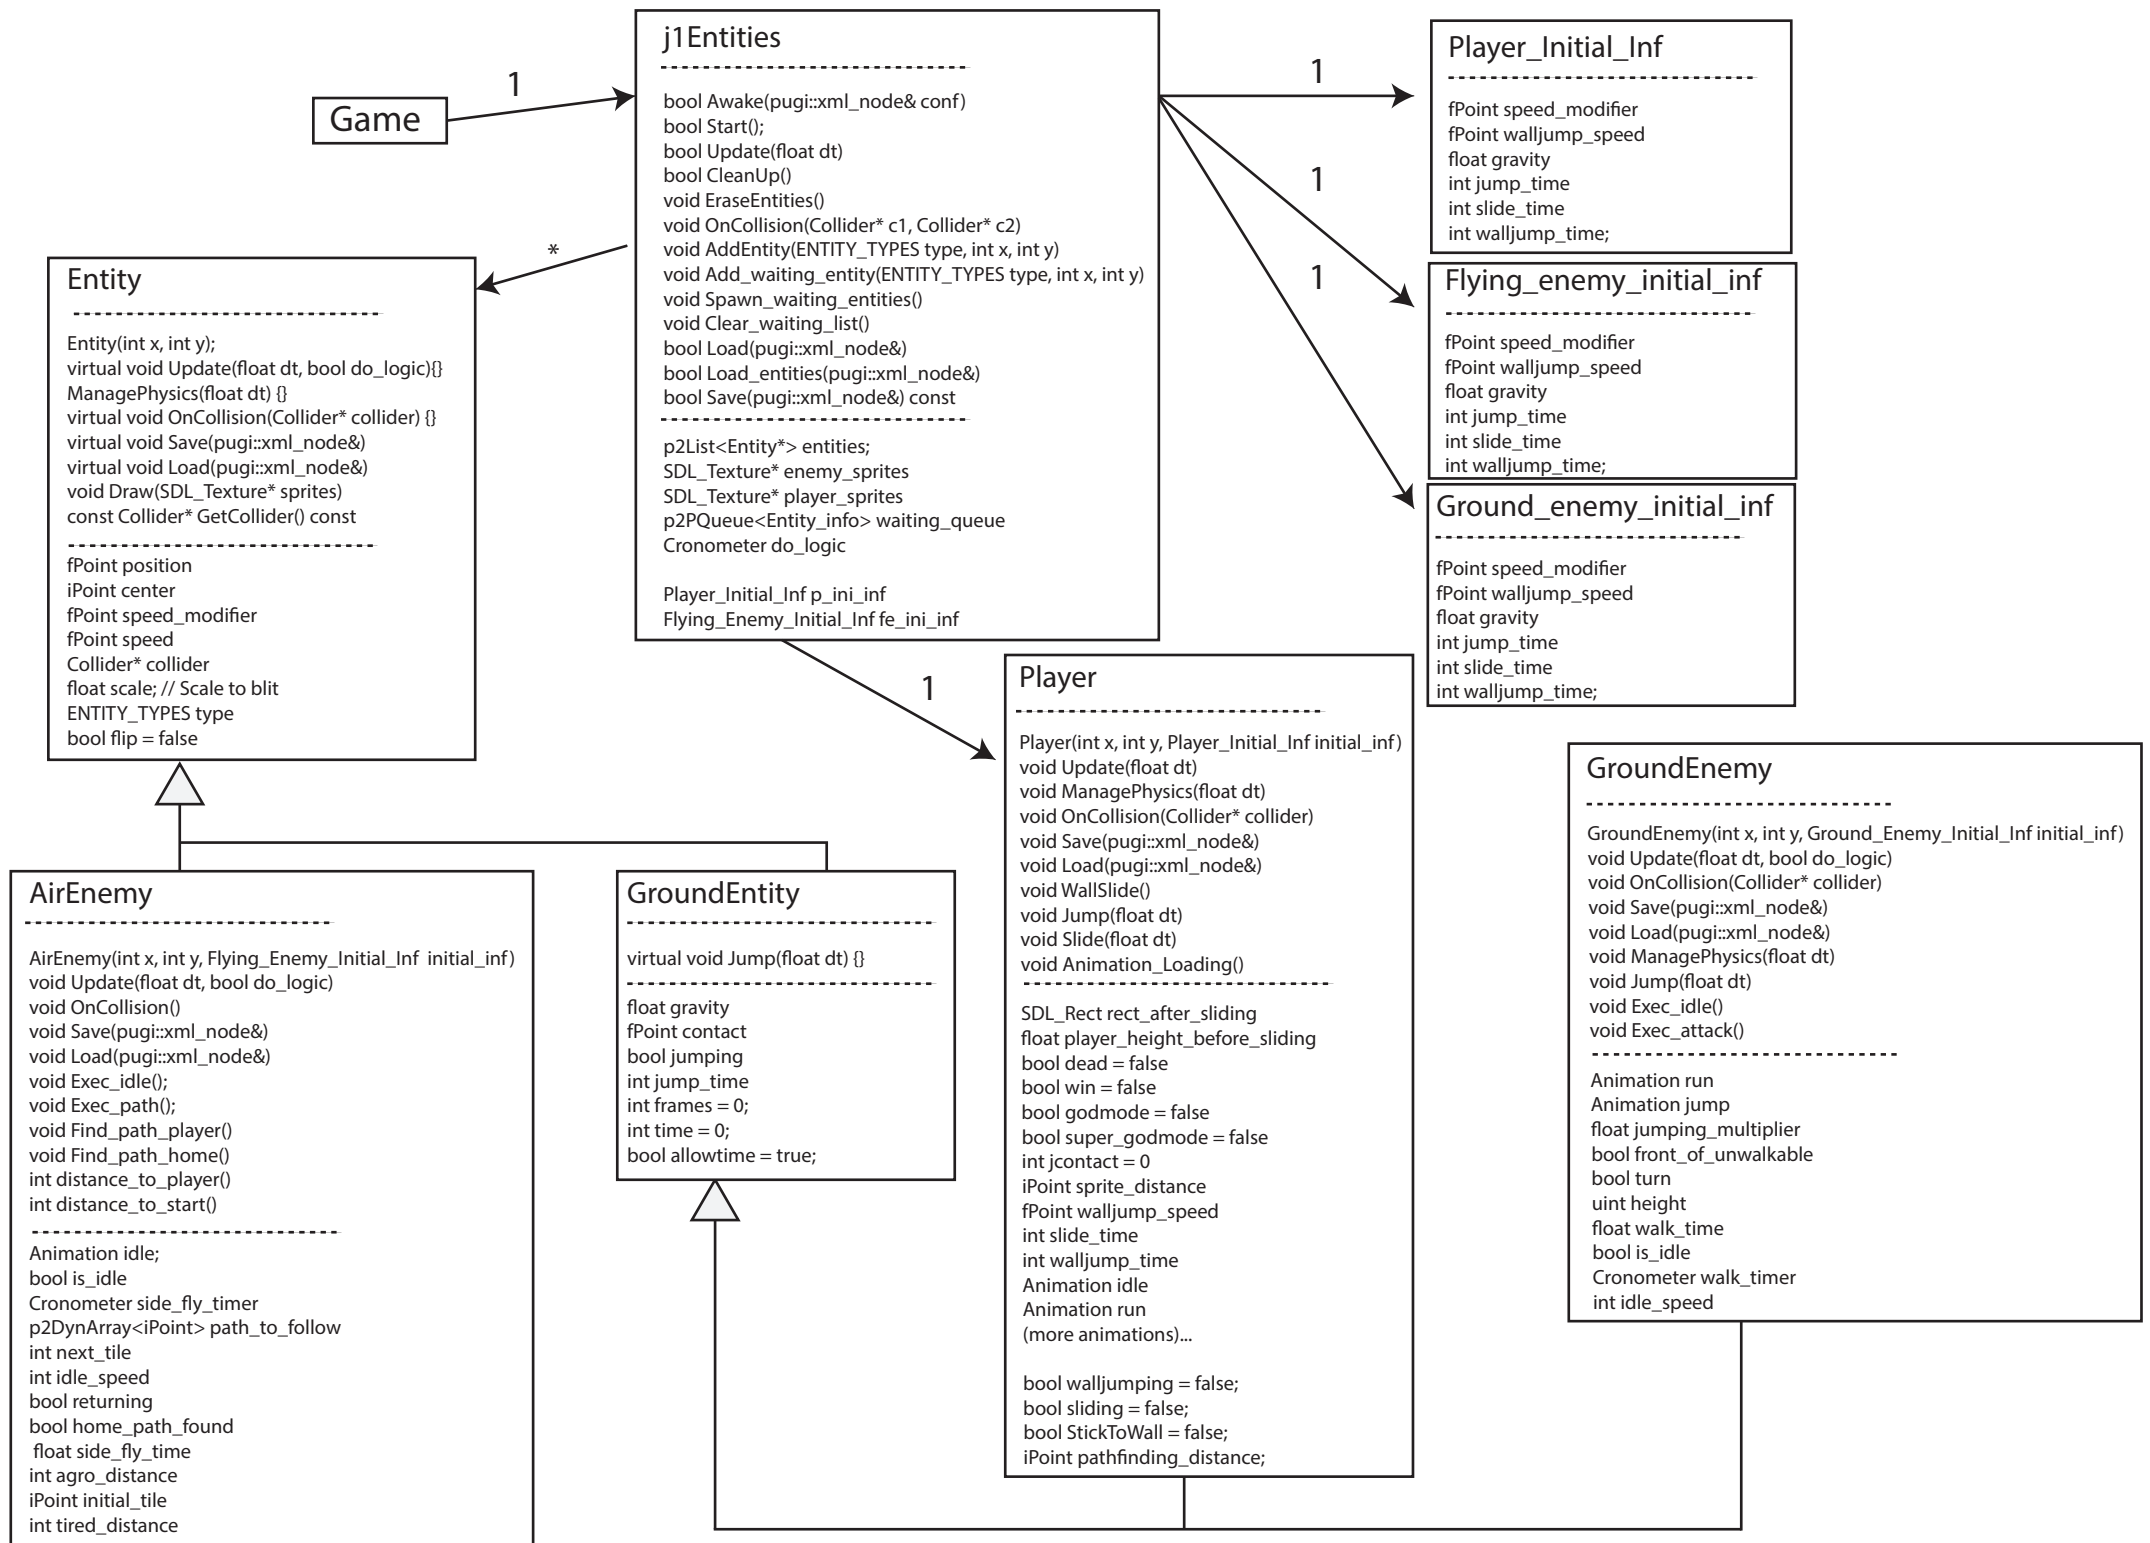 Game
1
j1Entities
bool Awake(pugi::xml_node& conf)
bool Start();
bool Update(float dt)
bool CleanUp()
void EraseEntities()
void OnCollision(Collider* c1, Collider* c2)
void AddEntity(ENTITY_TYPES type, int x, int y)
void Add_waiting_entity(ENTITY_TYPES type, int x, int y)
void Spawn_waiting_entities()
void Clear_waiting_list()
bool Load(pugi::xml_node&)
bool Load_entities(pugi::xml_node&)
bool Save(pugi::xml_node&) const
p2List<Entity*> entities;
SDL_Texture* enemy_sprites
SDL_Texture* player_sprites
p2PQueue<Entity_info> waiting_queue
Cronometer do_logic
Player_Initial_Inf p_ini_inf
Flying_Enemy_Initial_Inf fe_ini_inf
1
1
1
Player_Initial_Inf
fPoint speed_modifier
fPoint walljump_speed
float gravity
int jump_time
int slide_time
int walljump_time;
Flying_enemy_initial_inf
fPoint speed_modifier
fPoint walljump_speed
float gravity
int jump_time
int slide_time
int walljump_time;
Ground_enemy_initial_inf
fPoint speed_modifier
fPoint walljump_speed
float gravity
int jump_time
int slide_time
int walljump_time;
*
Entity
Entity(int x, int y);
virtual void Update(float dt, bool do_logic){}
ManagePhysics(float dt) {}
virtual void OnCollision(Collider* collider) {}
virtual void Save(pugi::xml_node&)
virtual void Load(pugi::xml_node&)
void Draw(SDL_Texture* sprites)
const Collider* GetCollider() const
fPoint position
iPoint center
fPoint speed_modifier
fPoint speed
Collider* collider
float scale; // Scale to blit
ENTITY_TYPES type
bool flip = false
1
AirEnemy
AirEnemy(int x, int y, Flying_Enemy_Initial_Inf  initial_inf)
void Update(float dt, bool do_logic)
void OnCollision()
void Save(pugi::xml_node&)
void Load(pugi::xml_node&)
void Exec_idle();
void Exec_path();
void Find_path_player()
void Find_path_home()
int distance_to_player()
int distance_to_start()
Animation idle;
bool is_idle
Cronometer side_fly_timer
p2DynArray<iPoint> path_to_follow
int next_tile
int idle_speed
bool returning
bool home_path_found
float side_fly_time
int agro_distance
iPoint initial_tile
int tired_distance
GroundEntity
virtual void Jump(float dt) {}
float gravity
fPoint contact
bool jumping
int jump_time
int frames = 0;
int time = 0;
bool allowtime = true;
Player
Player(int x, int y, Player_Initial_Inf initial_inf)
void Update(float dt)
void ManagePhysics(float dt)
void OnCollision(Collider* collider)
void Save(pugi::xml_node&)
void Load(pugi::xml_node&)
void WallSlide()
void Jump(float dt)
void Slide(float dt)
void Animation_Loading()
SDL_Rect rect_after_sliding
float player_height_before_sliding
bool dead = false
bool win = false
bool godmode = false
bool super_godmode = false
int jcontact = 0
iPoint sprite_distance
fPoint walljump_speed
int slide_time
int walljump_time
Animation idle
Animation run
(more animations)...
bool walljumping = false;
bool sliding = false;
bool StickToWall = false;
iPoint pathfinding_distance;
GroundEnemy
GroundEnemy(int x, int y, Ground_Enemy_Initial_Inf initial_inf)
void Update(float dt, bool do_logic)
void OnCollision(Collider* collider)
void Save(pugi::xml_node&)
void Load(pugi::xml_node&)
void ManagePhysics(float dt)
void Jump(float dt)
void Exec_idle()
void Exec_attack()
Animation run
Animation jump
float jumping_multiplier
bool front_of_unwalkable
bool turn
uint height
float walk_time
bool is_idle
Cronometer walk_timer
int idle_speed